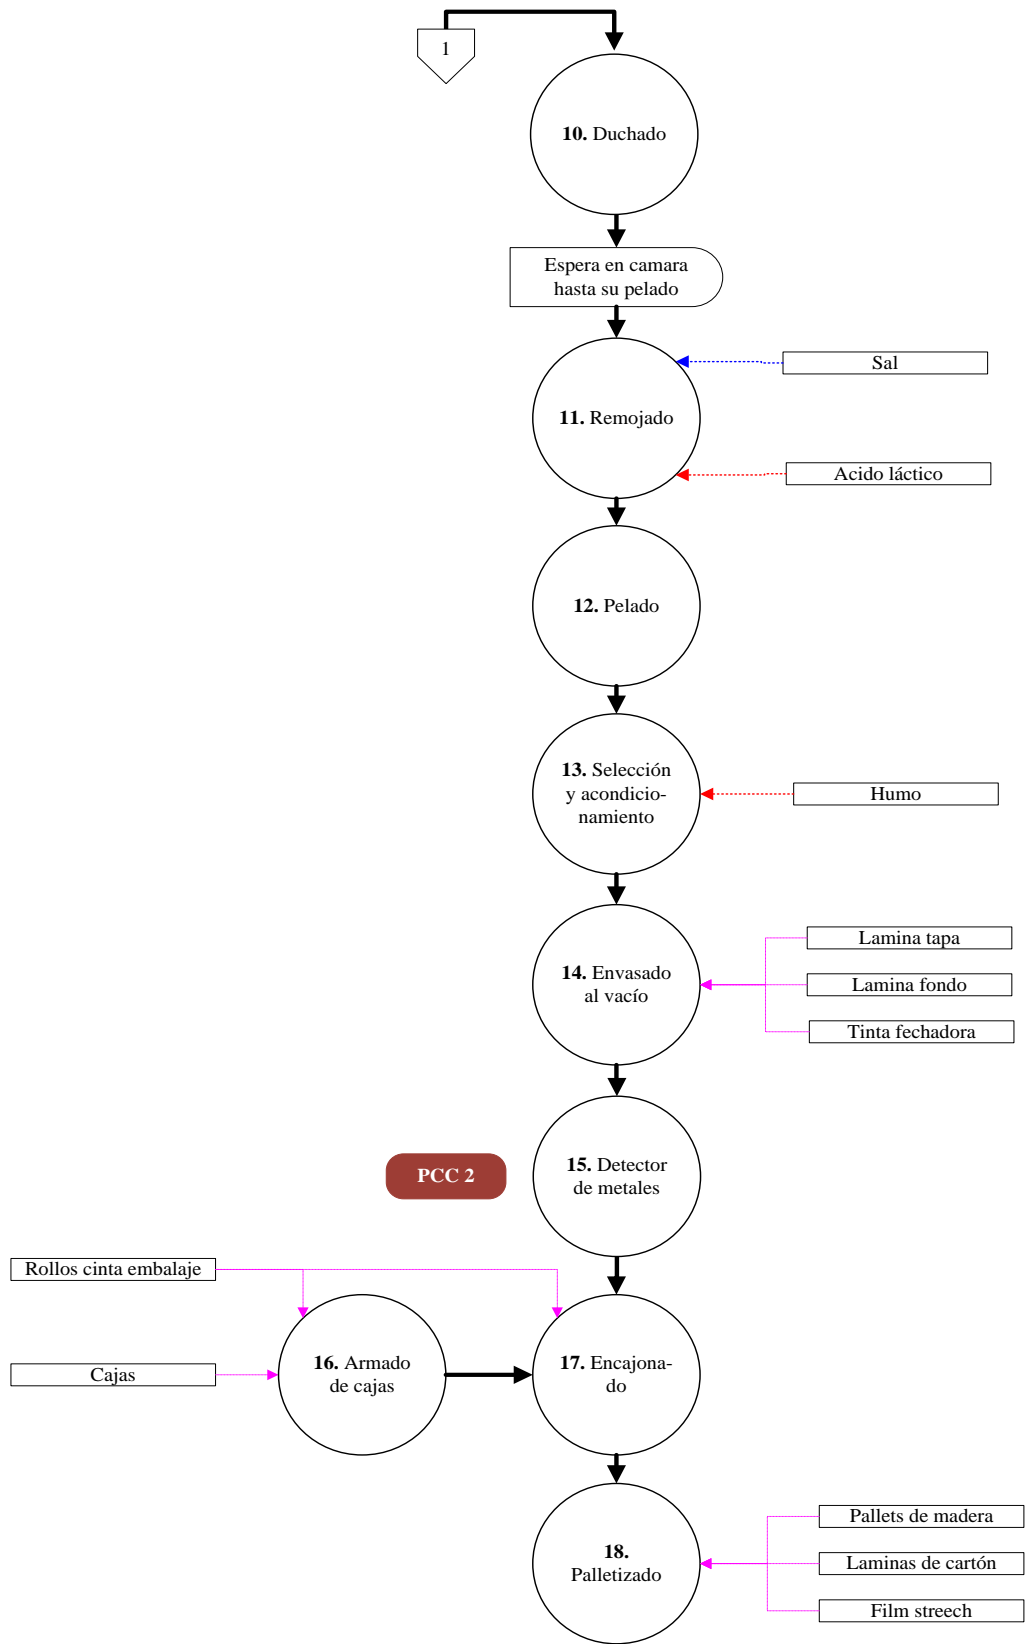 1
10. Duchado
Espera en camara
hasta su pelado
Sal
11. Remojado
Acido láctico
12. Pelado
13. Selección
y acondicio-
namiento
Humo
Lamina tapa
14. Envasado
al vacío
Lamina fondo
Tinta fechadora
PCC 2
15. Detector
de metales
Rollos cinta embalaje
Cajas
16. Armado
de cajas
17. Encajona-
do
Pallets de madera
18.
Palletizado
Laminas de cartón
Film streech